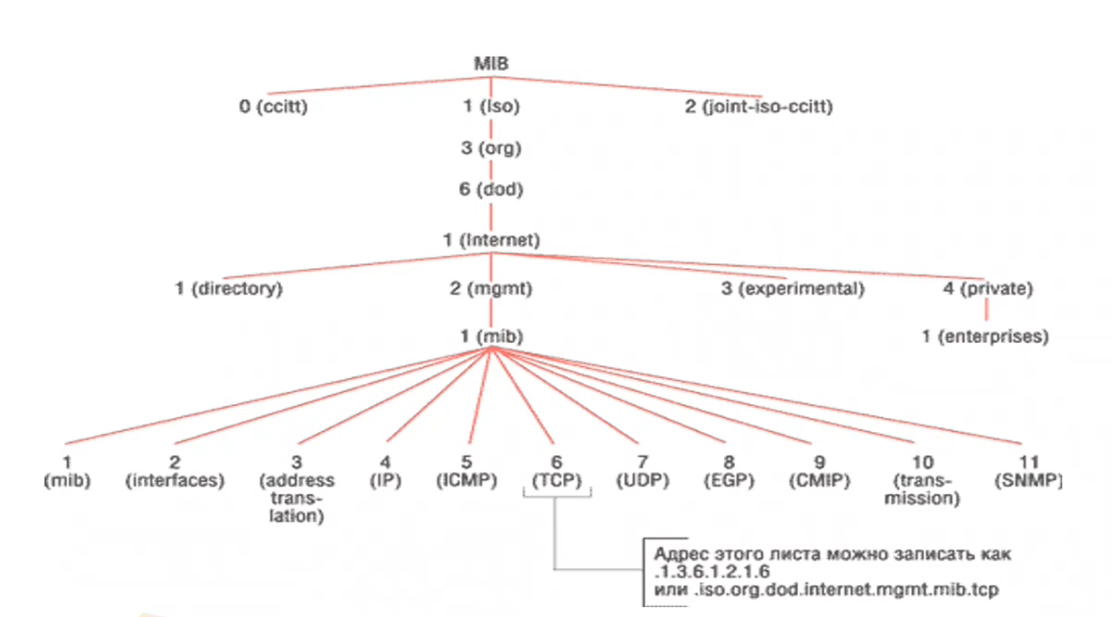 MIB
0 (ccitt) 1 (Iso) 2 (joint-iso-ccitt)
3 (org)
6 (dod)
1 (Internet)
1 (directory) 2 (mgmt) 3 (experimental) 4 (private)
1 (mib) 1 (enterprises)
1 2 3 4 5 6 7 8 9 10 11
(mib) (interfaces) (address (IP) (ICMP) (TCP) (UDP) (EGP) (CMIP) (trans- (SNMP)
trans- mission)
lation)
Адрес этого листа можно записать как
.1.3.6.1.2.1.6
или .iso.org.dod.internet.mgmt.mib.tcp